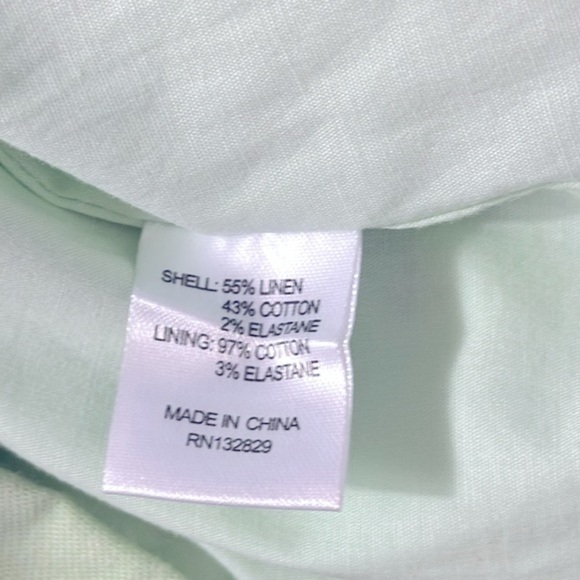 SHELL: 55% LINEN
43% COTTON
2% ELASTANE
LINING: 97% COTTON
3% ELASTANE
MADE IN CHINA
RN132829